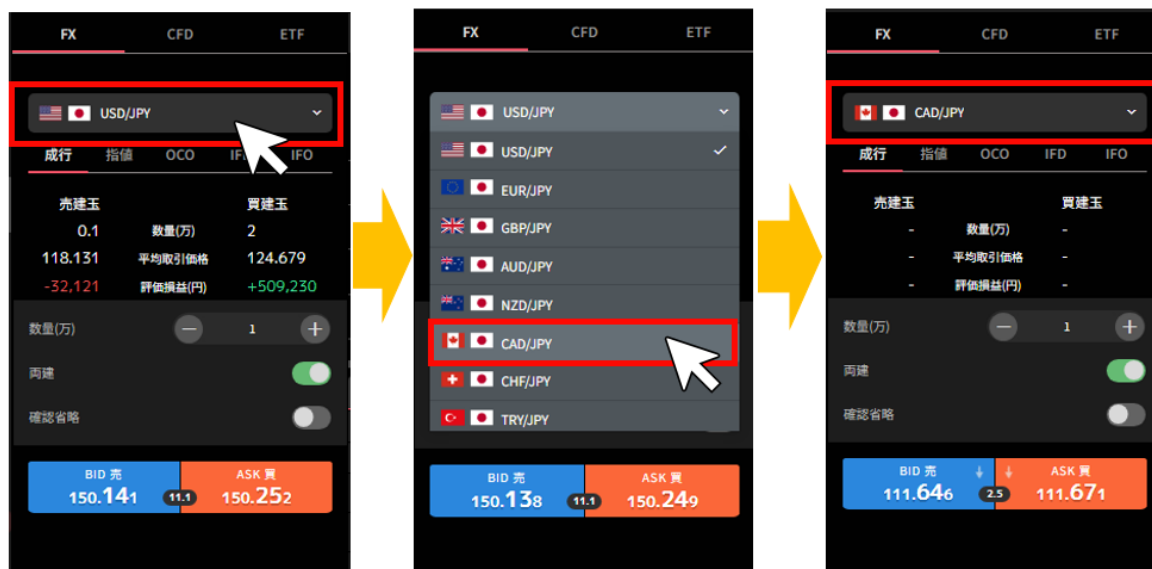 FX CFD ETF
USD/JPY
成行 指値 OCO IFD IFO
売建玉 買建玉
0.1 数量(万) 2
118.131 平均取引価格 124.679
-32,121 評価損益(円) +509,230
数量(万) 1
両建
確認省略
BID 売 ASK 買
150.141 11.1 150.252
FX CFD ETF
USD/JPY
USD/JPY
EUR/JPY
GBP/JPY
AUD/JPY
NZD/JPY
CAD/JPY
CHF/JPY
TRY/JPY
BID 売 ASK 買
150.138 11.1 150.249
FX CFD ETF
CAD/JPY
成行 指値 OCO IFD IFO
売建玉 買建玉
- 数量(万) -
- 平均取引価格 -
- 評価損益(円) -
数量(万) 1
両建
確認省略
BID 売 ASK 買
111.646 2.5 111.671